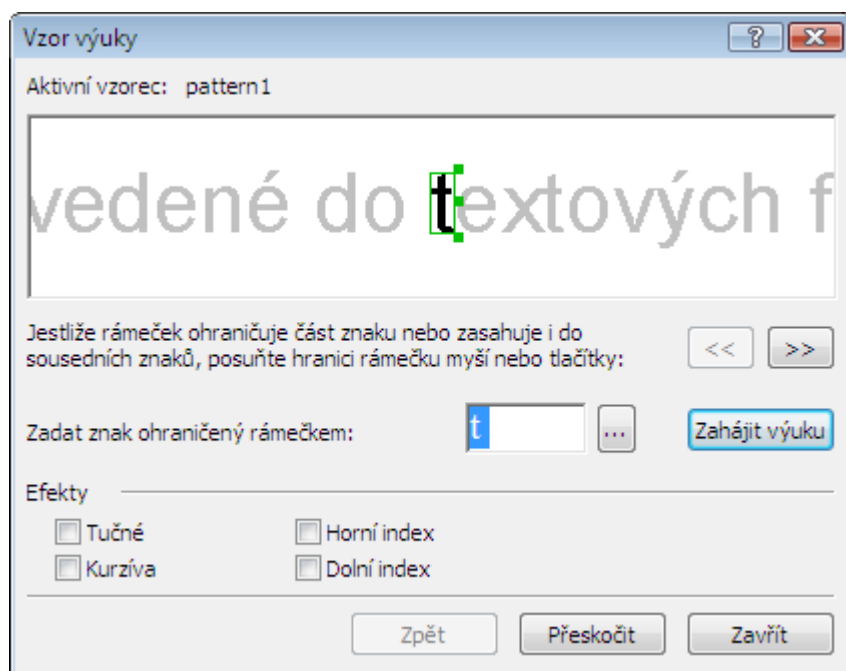 Vzor výuky
Aktivní vzorec: pattern1
vedené do textových f
Jestliže rámeček ohraničuje část znaku nebo zasahuje i do
sousedních znaků, posuňte hranici rámečku myší nebo tlačítky:
<< >>
Zadat znak ohraničený rámečkem: t ... Zahájit výuku
Efekty
Tučné Horní index
Kurzíva Dolní index
Zpět Přeskočit Zavřít